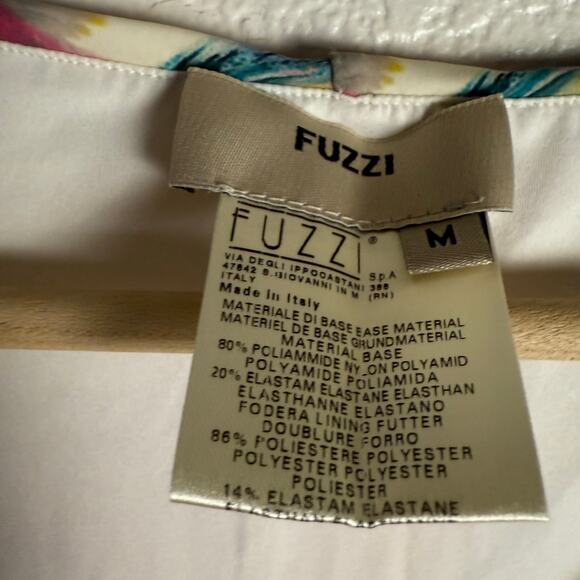 FUZZI
M
FUZZI® S.p.A
VIA DEGLI IPPOCASTANI 388
47842 S.GIOVANNI IN M (RN)
ITALY
Made in Italy
MATERIALE DI BASE BASE MATERIAL
MATERIEL DE BASE GRUNDMATERIAL
MATERIAL BASE
80% POLIAMMIDE NYLON POLYAMID
POLYAMIDE POLIAMIDA
20% ELASTAM ELASTANE ELASTHAN
ELASTHANNE ELASTANO
FODERA LINING FUTTER
DOUBLURE FORRO
86% POLIESTERE POLYESTER
POLYESTER POLYESTER
POLIESTER
14% ELASTAM ELASTANE